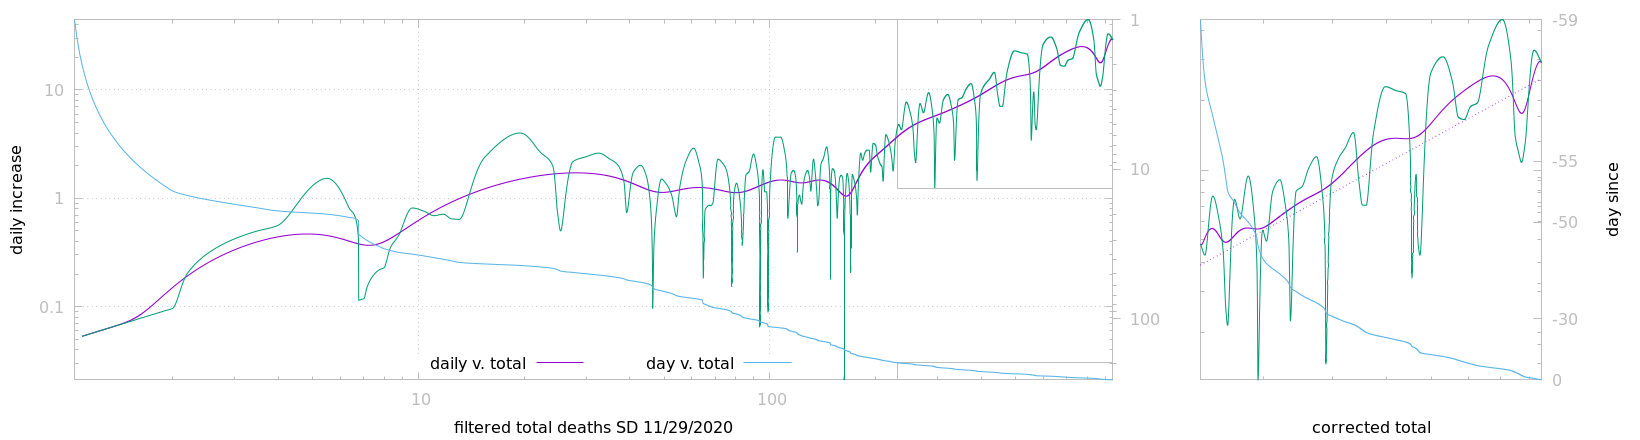 daily increase
10
1
0.1
1
10
100
10
100
daily v. total
day v. total
filtered total deaths SD 11/29/2020
-59
-55
-50
-30
0
day since
corrected total